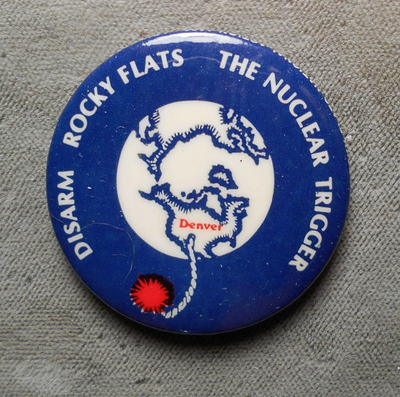 DISARM ROCKY FLATS THE NUCLEAR TRIGGER
Denver